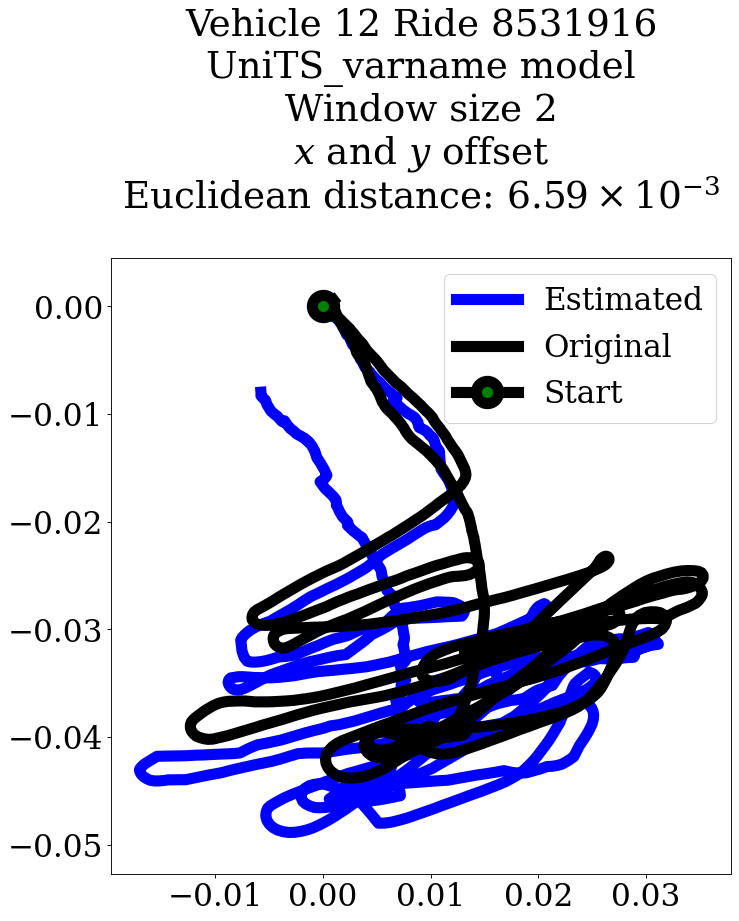 Vehicle 12 Ride 8531916
UniTS_varname model
Window size 2
x and y offset
Euclidean distance: 6.59 × 10⁻³
Estimated
Original
Start
0.00
−0.01
−0.02
−0.03
−0.04
−0.05
−0.01 0.00 0.01 0.02 0.03